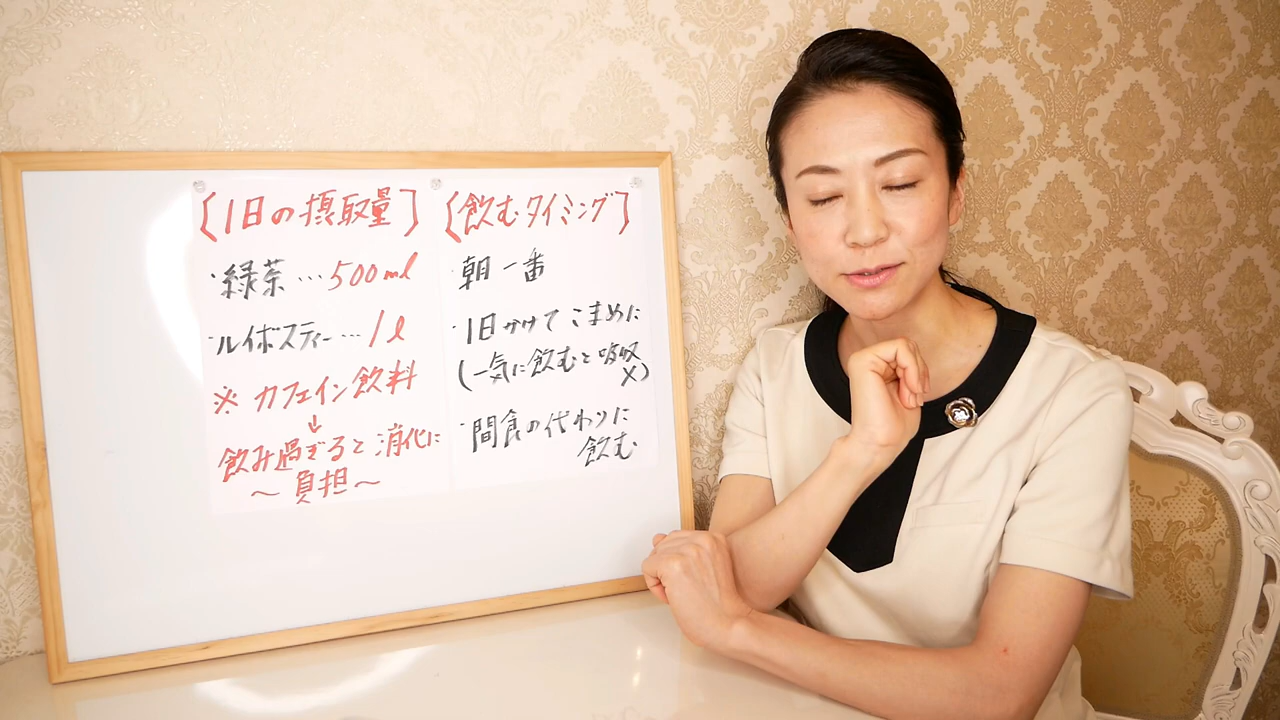 〔1日の摂取量〕
・緑茶…500ml
・ルイボスティー…1l
※カフェイン飲料
↓
飲み過ぎると消化に
～負担～
〔飲むタイミング〕
・朝一番
・1日かけてこまめに
(一気に飲むと吸収
×)
・間食の代わりに
飲む